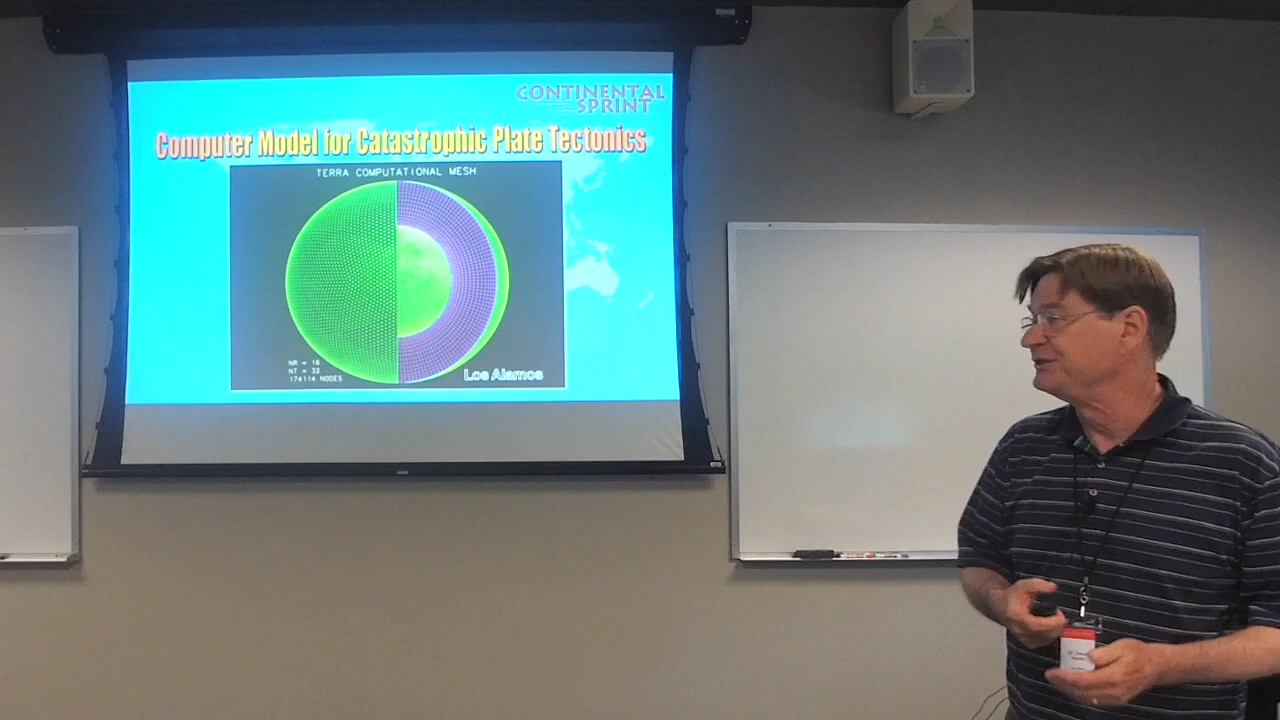 CONTINENTAL
SPRINT
Computer Model for Catastrophic Plate Tectonics
TERRA COMPUTATIONAL MESH
NR = 16
NT = 32
174114 NODES
Los Alamos